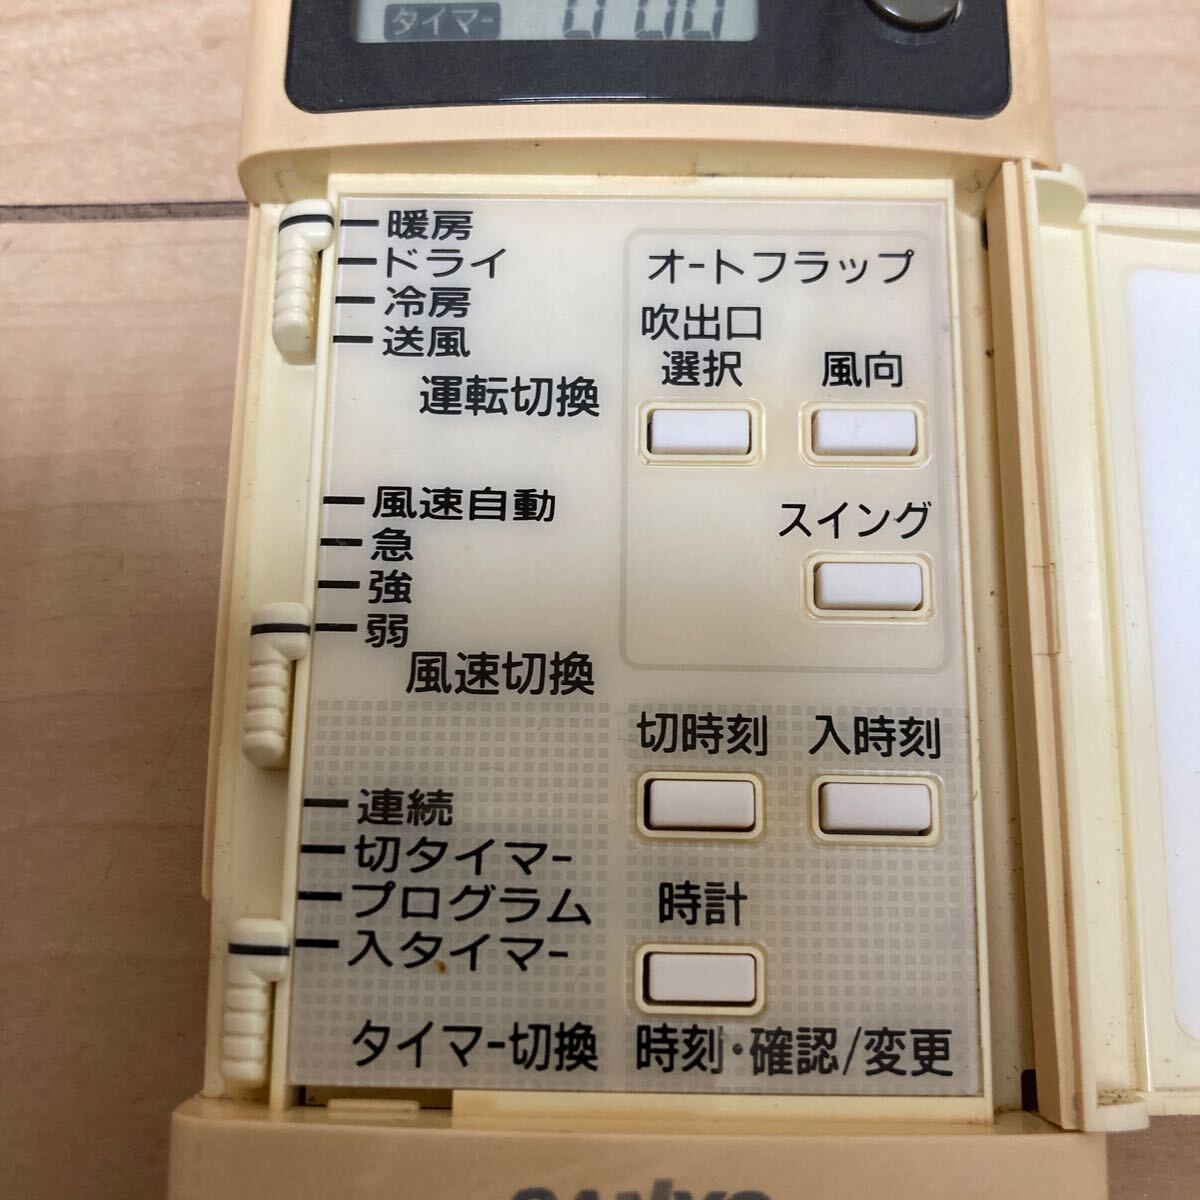 タイマー 0:00
暖房
ドライ
冷房
送風
運転切換
オートフラップ
吹出口
選択 風向
スイング
風速自動
急
強
弱
風速切換
切時刻 入時刻
連続
切タイマー
プログラム
入タイマー
タイマー切換
時計
時刻・確認/変更
SANYO